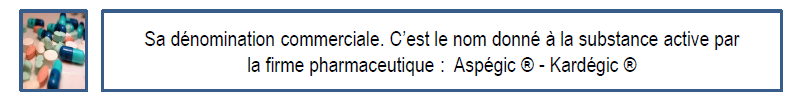 Sa dénomination commerciale. C’est le nom donné à la substance active par
la firme pharmaceutique :  Aspégic ® - Kardégic ®